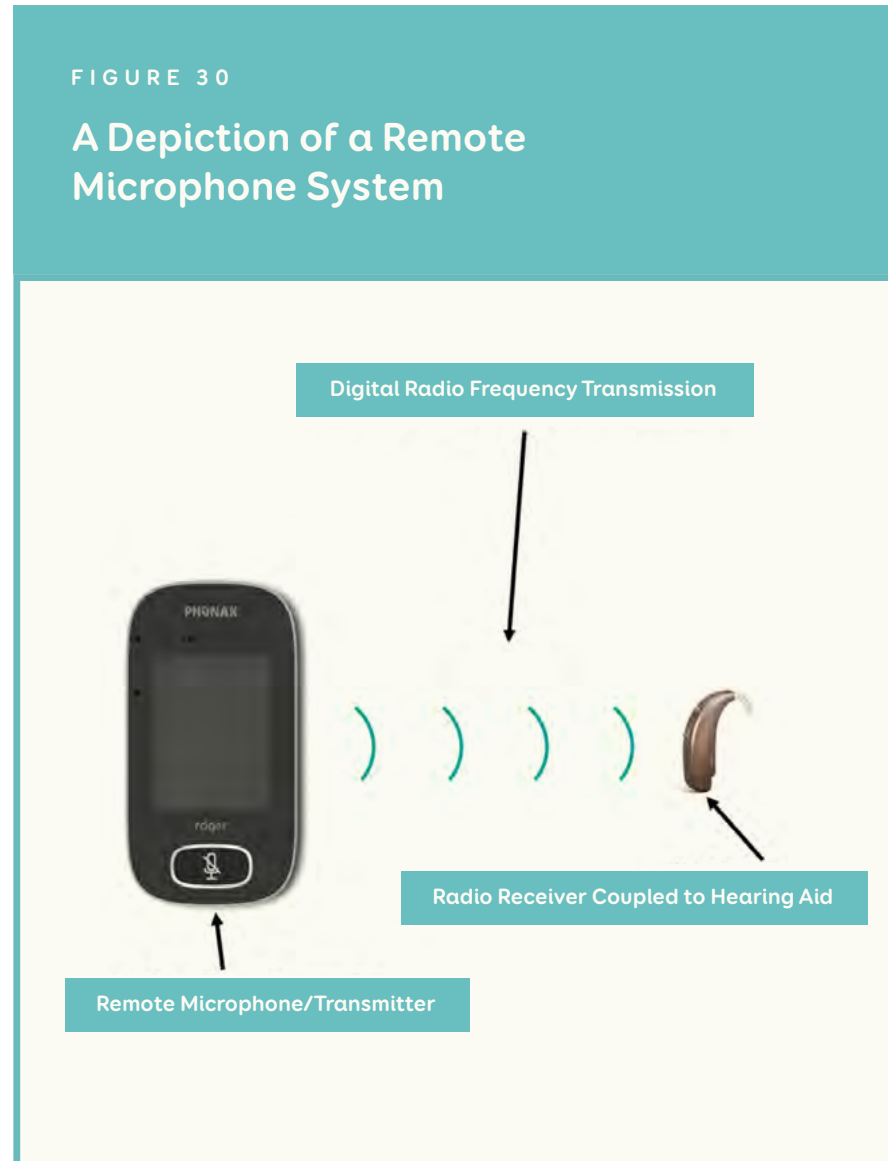 FIGURE 30
A Depiction of a Remote
Microphone System
Digital Radio Frequency Transmission
PHONAK
roger
Radio Receiver Coupled to Hearing Aid
Remote Microphone/Transmitter